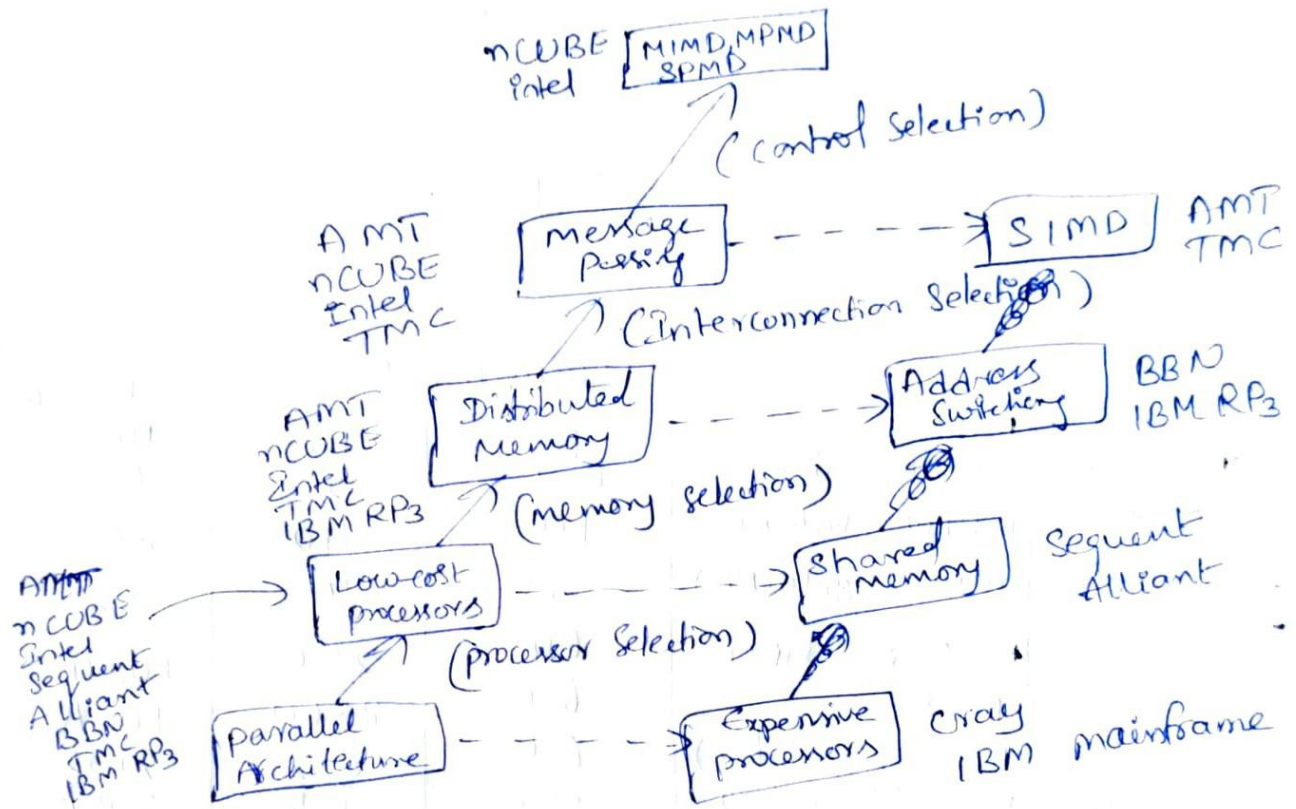 nCUBE
intel
MIMD, MPMD
SPMD
(control selection)
AMT
nCUBE
Intel
TMC
Message
Passing
SIMD
AMT
TMC
(Interconnection Selection)
AMT
nCUBE
Intel
TMC
IBM RP3
Distributed
Memory
Address
Switching
BBN
IBM RP3
(memory selection)
AMT
nCUBE
Intel
Sequent
Alliant
BBN
TMC
IBM RP3
Low-cost
processors
Shared
memory
Sequent
Alliant
(processor selection)
parallel
Architecture
Expensive
processors
cray
IBM mainframe